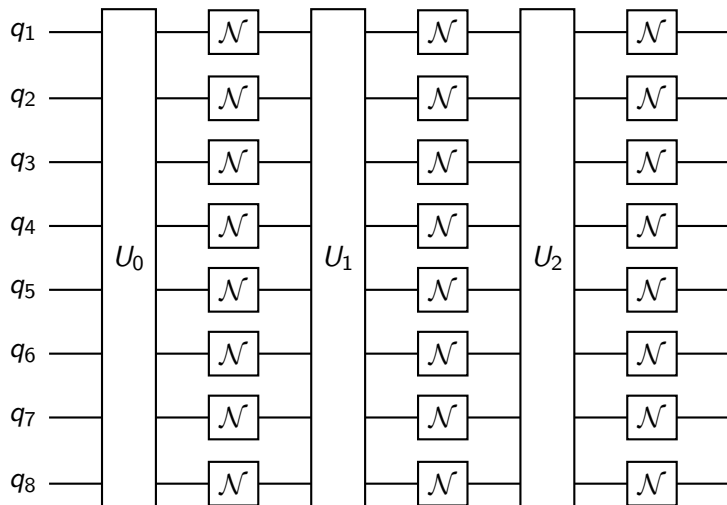 q₁ 𝒩 𝒩 𝒩
q₂ 𝒩 𝒩 𝒩
q₃ 𝒩 𝒩 𝒩
q₄ 𝒩 𝒩 𝒩
U₀ U₁ U₂
q₅ 𝒩 𝒩 𝒩
q₆ 𝒩 𝒩 𝒩
q₇ 𝒩 𝒩 𝒩
q₈ 𝒩 𝒩 𝒩